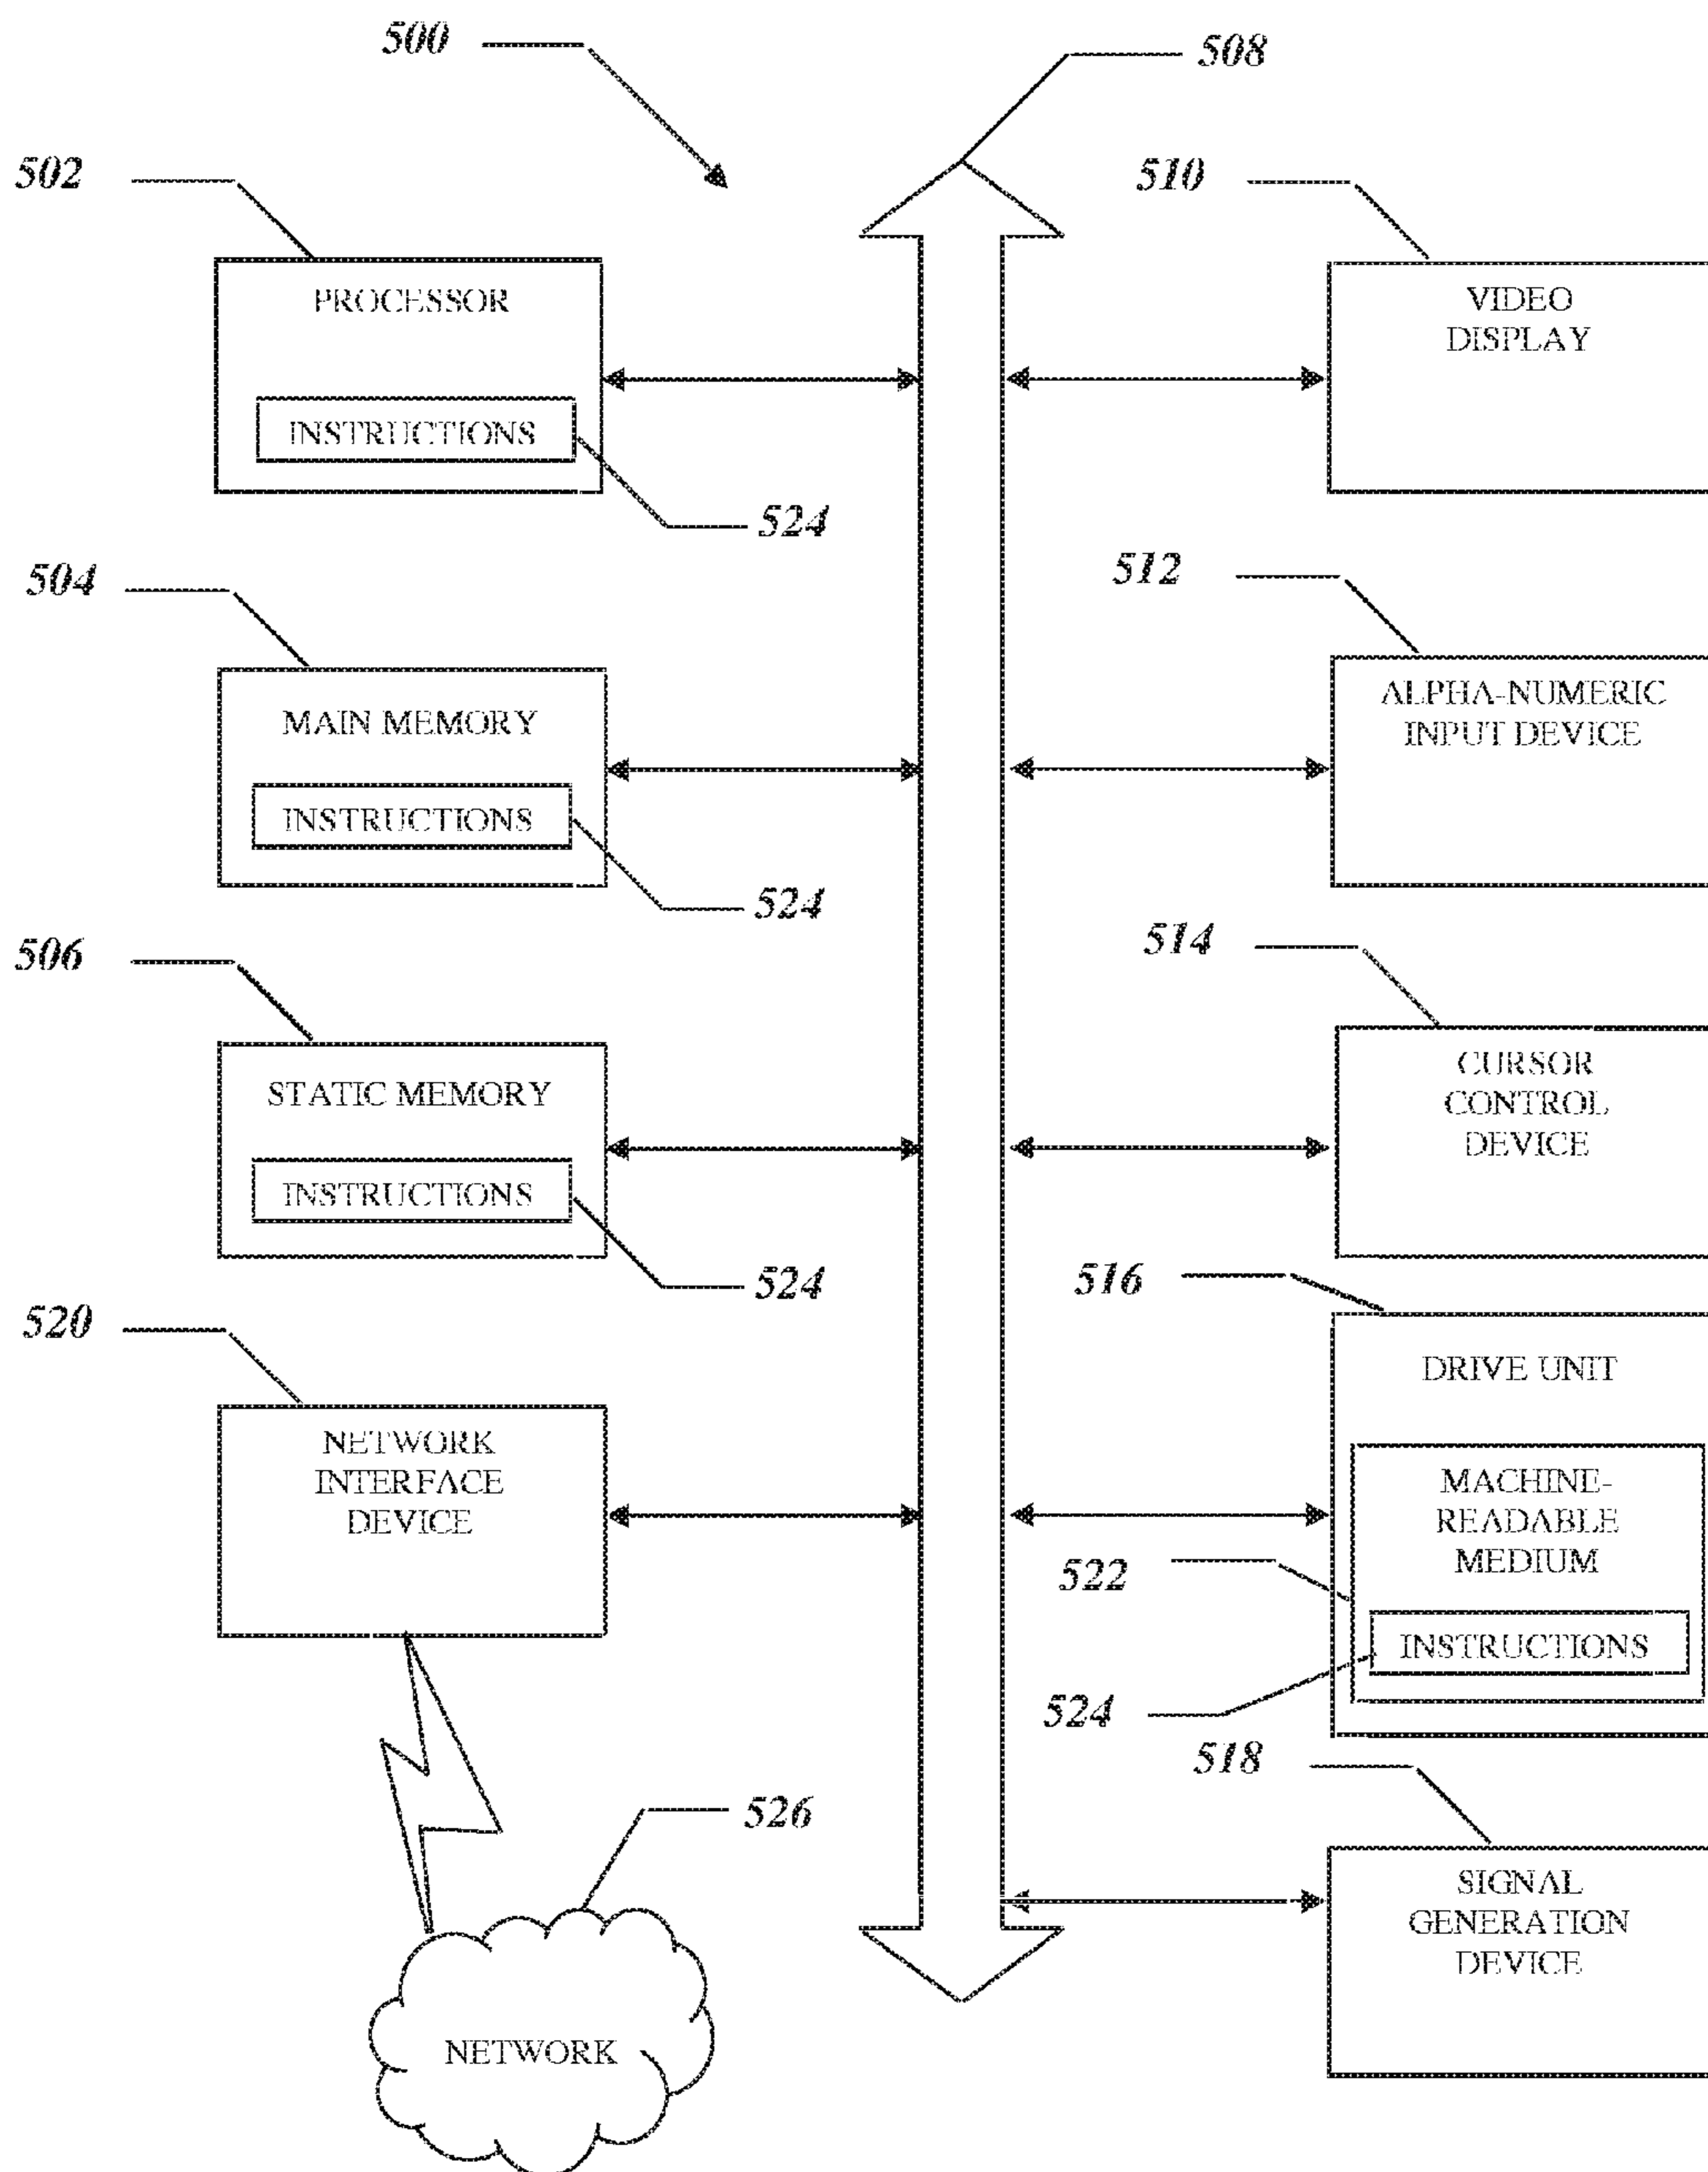 500
508
502
510
PROCESSOR
INSTRUCTIONS
524
VIDEO
DISPLAY
504
512
MAIN MEMORY
INSTRUCTIONS
524
ALPHA-NUMERIC
INPUT DEVICE
506
514
STATIC MEMORY
INSTRUCTIONS
524
CURSOR
CONTROL
DEVICE
520
516
NETWORK
INTERFACE
DEVICE
DRIVE UNIT
MACHINE-
READABLE
MEDIUM
522
INSTRUCTIONS
524
518
526
SIGNAL
GENERATION
DEVICE
NETWORK